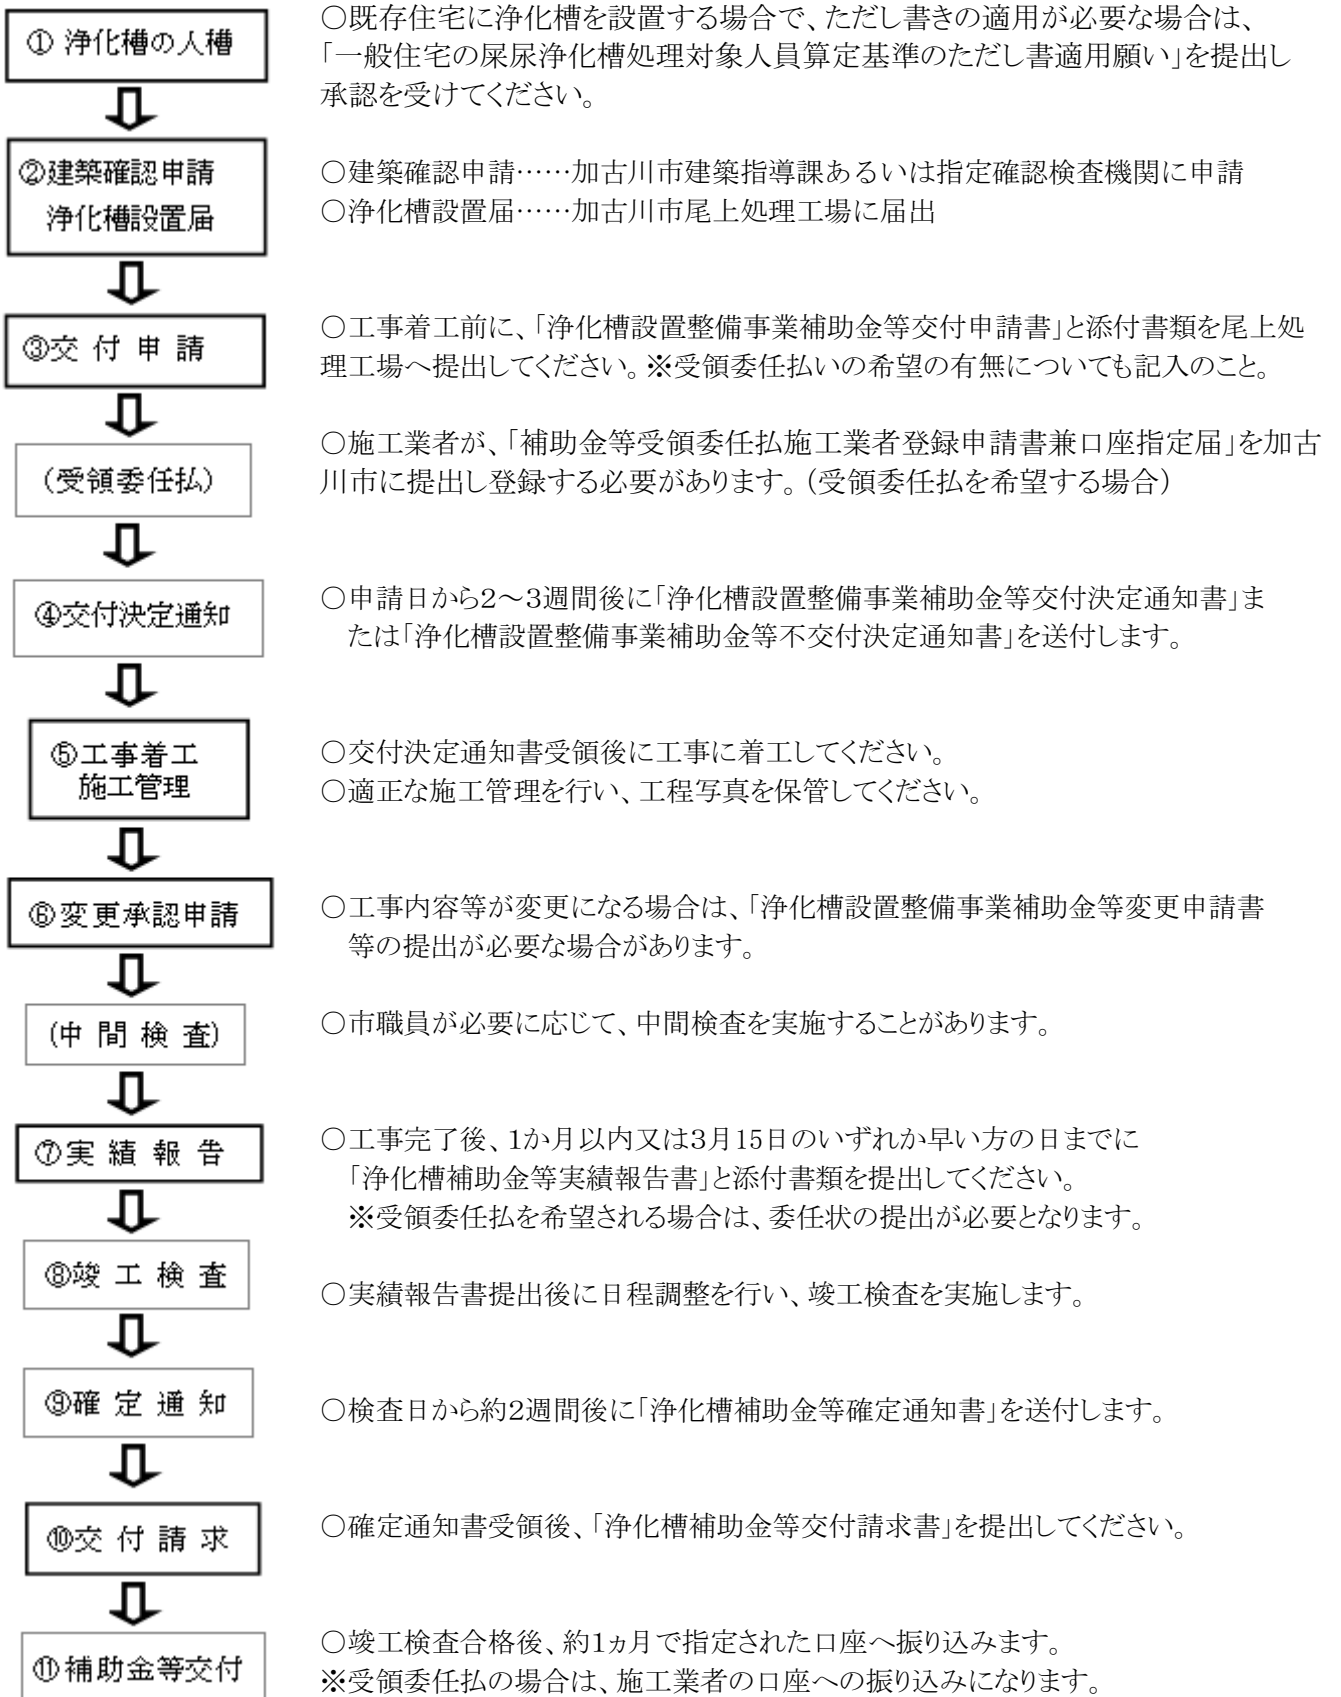 ① 浄化槽の人槽
○既存住宅に浄化槽を設置する場合で、ただし書きの適用が必要な場合は、
「一般住宅の屎尿浄化槽処理対象人員算定基準のただし書適用願い」を提出し
承認を受けてください。
②建築確認申請
浄化槽設置届
○建築確認申請……加古川市建築指導課あるいは指定確認検査機関に申請
○浄化槽設置届……加古川市尾上処理工場に届出
③交 付 申 請
○工事着工前に、「浄化槽設置整備事業補助金等交付申請書」と添付書類を尾上処
理工場へ提出してください。※受領委任払いの希望の有無についても記入のこと。
(受領委任払)
○施工業者が、「補助金等受領委任払施工業者登録申請書兼口座指定届」を加古
川市に提出し登録する必要があります。（受領委任払を希望する場合）
④交付決定通知
○申請日から２～３週間後に「浄化槽設置整備事業補助金等交付決定通知書」ま
たは「浄化槽設置整備事業補助金等不交付決定通知書」を送付します。
⑤工事着工
施工管理
○交付決定通知書受領後に工事に着工してください。
○適正な施工管理を行い、工程写真を保管してください。
⑥変更承認申請
○工事内容等が変更になる場合は、「浄化槽設置整備事業補助金等変更申請書
等の提出が必要な場合があります。
(中 間 検 査)
○市職員が必要に応じて、中間検査を実施することがあります。
⑦実 績 報 告
○工事完了後、1か月以内又は３月15日のいずれか早い方の日までに
「浄化槽補助金等実績報告書」と添付書類を提出してください。
※受領委任払を希望される場合は、委任状の提出が必要となります。
⑧竣 工 検 査
○実績報告書提出後に日程調整を行い、竣工検査を実施します。
⑨確 定 通 知
○検査日から約２週間後に「浄化槽補助金等確定通知書」を送付します。
⑩交 付 請 求
○確定通知書受領後、「浄化槽補助金等交付請求書」を提出してください。
⑪補助金等交付
○竣工検査合格後、約１ヵ月で指定された口座へ振り込みます。
※受領委任払の場合は、施工業者の口座への振り込みになります。